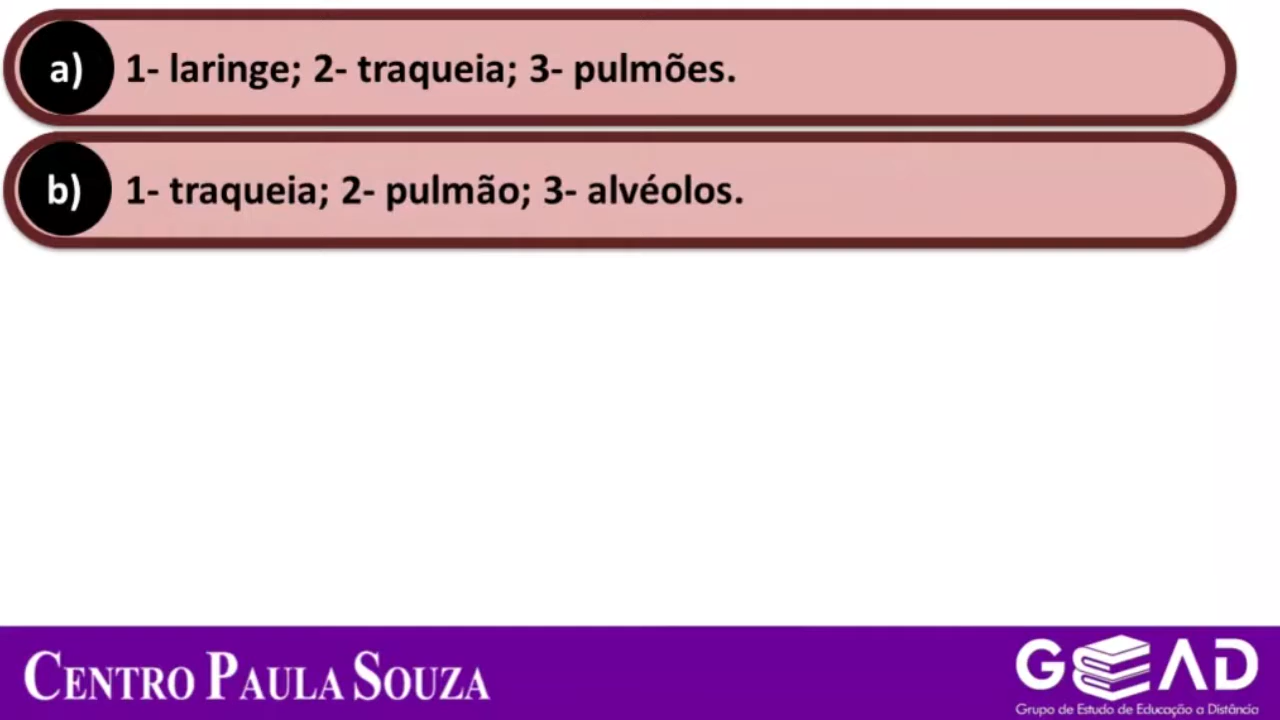 a) 1- laringe; 2- traqueia; 3- pulmões.
b) 1- traqueia; 2- pulmão; 3- alvéolos.
CENTRO PAULA SOUZA
GEAD
Grupo de Estudo de Educação a Distância